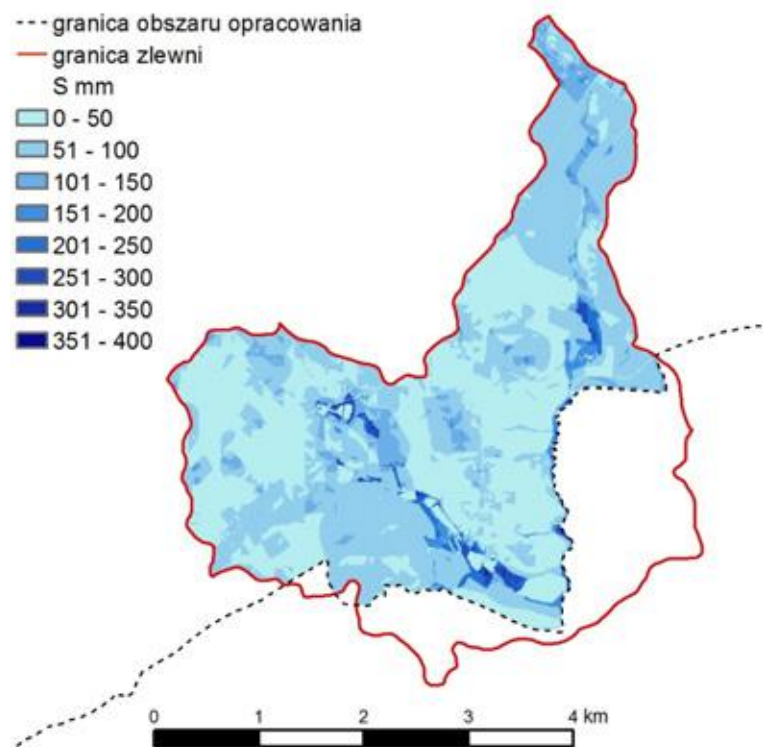 granica obszaru opracowania
granica zlewni
S mm
0 - 50
51 - 100
101 - 150
151 - 200
201 - 250
251 - 300
301 - 350
351 - 400
0 1 2 3 4 km